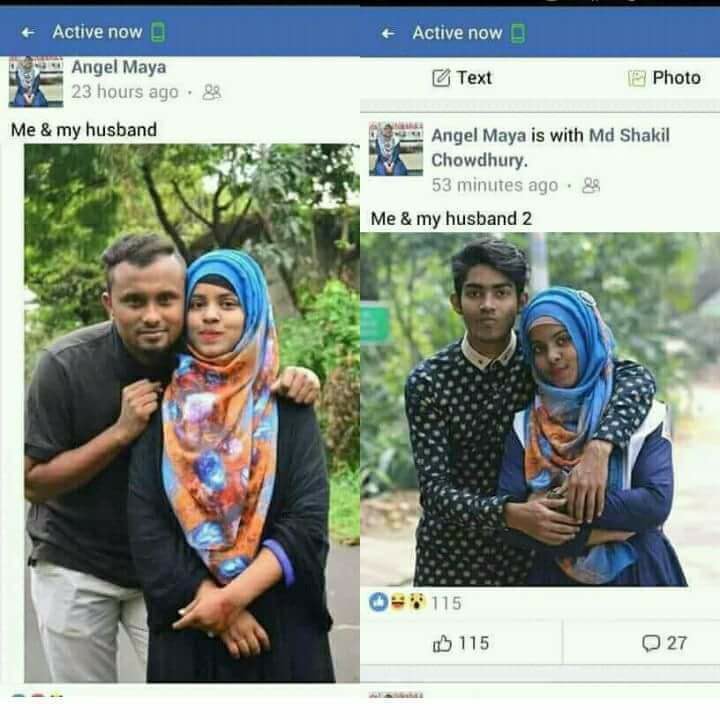 Active now
Angel Maya
23 hours ago
Me & my husband
Active now
Text
Photo
Angel Maya is with Md Shakil
Chowdhury.
53 minutes ago
Me & my husband 2
115
115
27